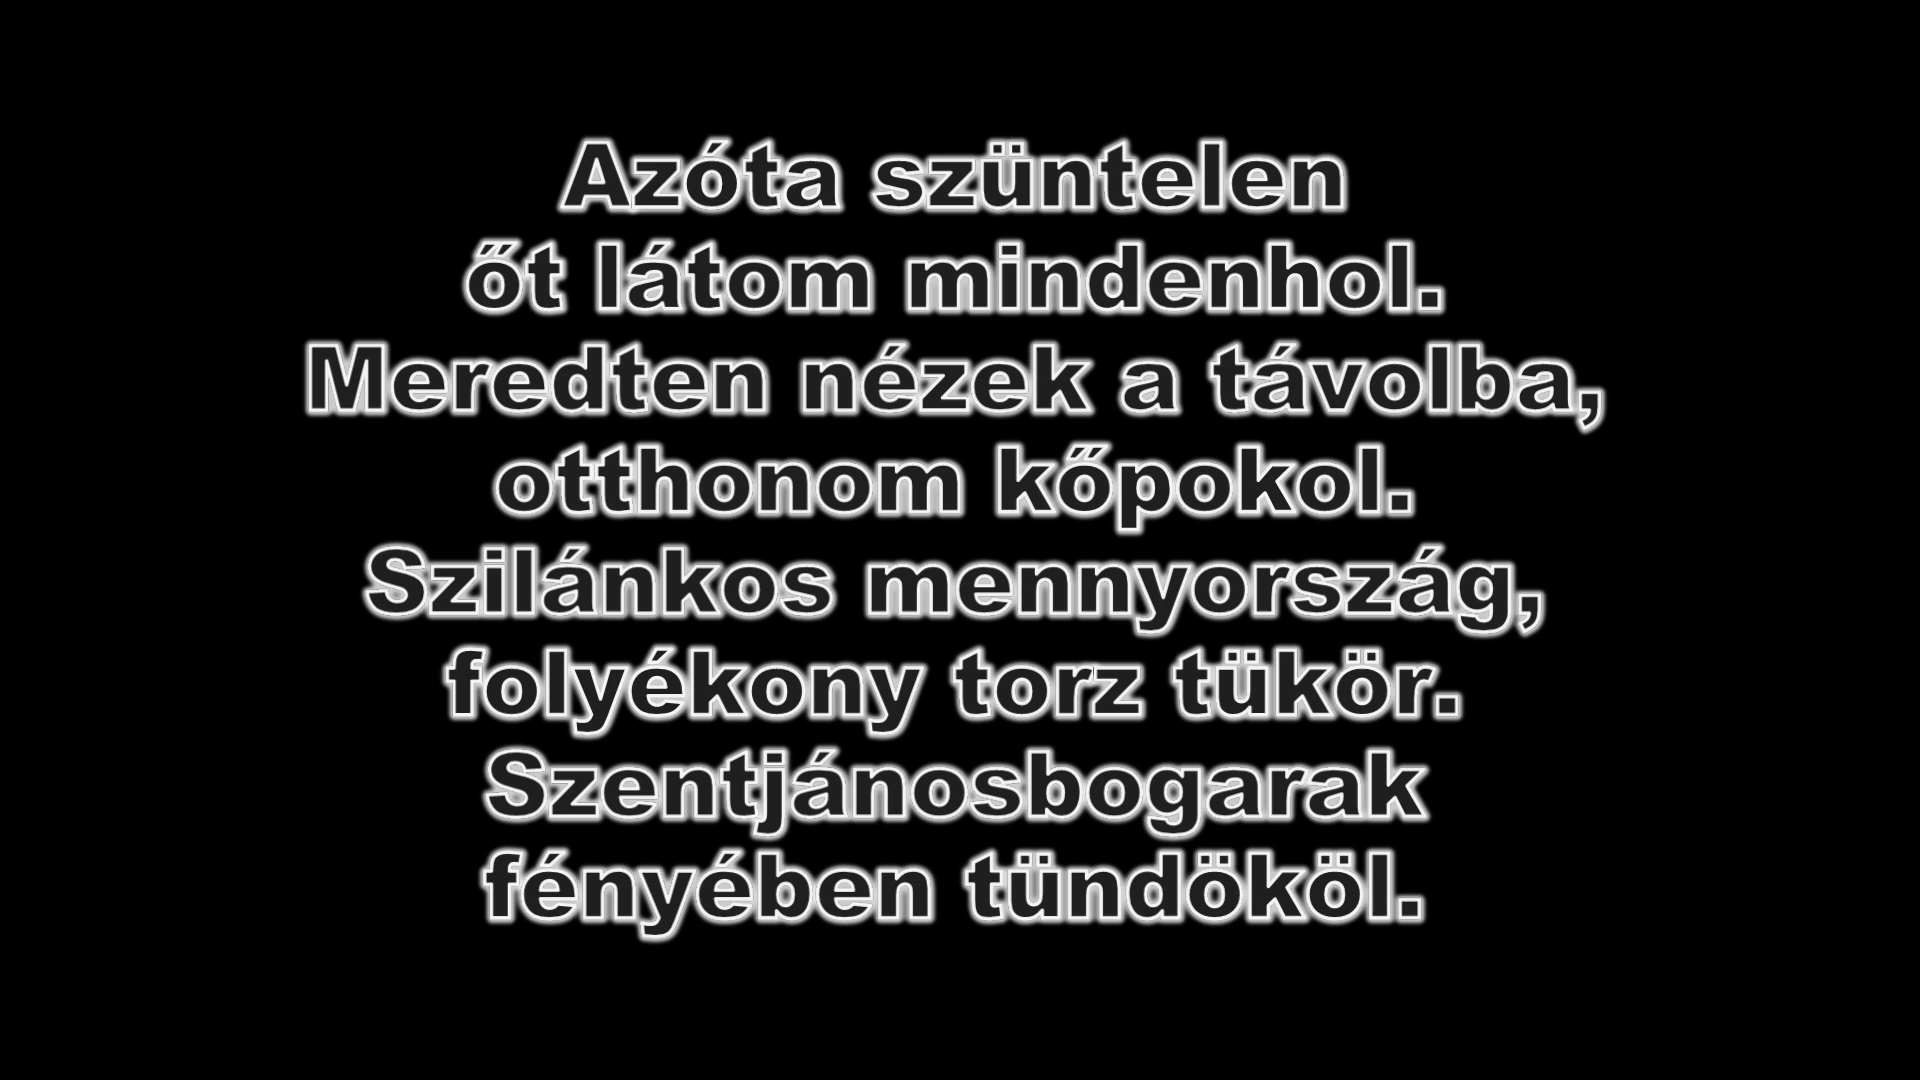 Azóta szüntelen
őt látom mindenhol.
Meredten nézek a távolba,
otthonom kőpokol.
Szilánkos mennyország,
folyékony torz tükör.
Szentjánosbogarak
fényében tündököl.